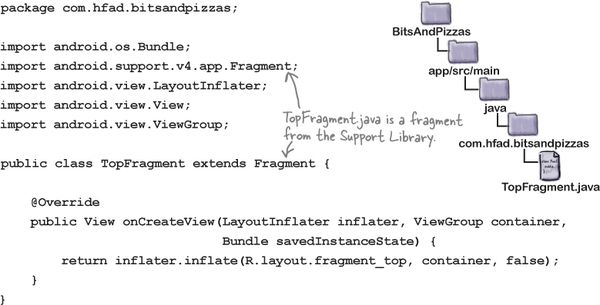 package com.hfad.bitsandpizzas;
import android.os.Bundle;
import android.support.v4.app.Fragment;
import android.view.LayoutInflater;
import android.view.View;
import android.view.ViewGroup;
TopFragment.java is a fragment
from the Support Library.
public class TopFragment extends Fragment {
@Override
public View onCreateView(LayoutInflater inflater, ViewGroup container,
Bundle savedInstanceState) {
return inflater.inflate(R.layout.fragment_top, container, false);
}
}
BitsAndPizzas
app/src/main
java
com.hfad.bitsandpizzas
TopFragment.java